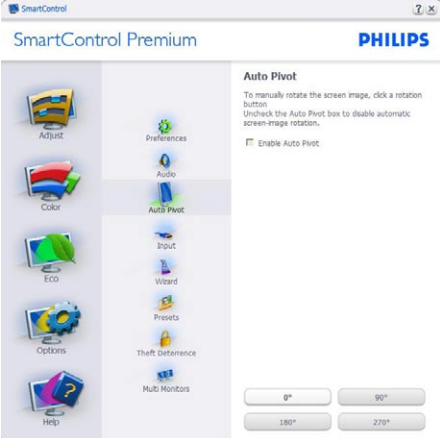 SmartControl
? x
SmartControl Premium
PHILIPS
Adjust
Color
Eco
Options
Help
Preferences
Audio
Auto Pivot
Input
Wizard
Presets
Theft Deterrence
Multi Monitors
Auto Pivot
To manually rotate the screen image, click a rotation
button
Uncheck the Auto Pivot box to disable automatic
screen-image rotation.
Enable Auto Pivot
0°
90°
180°
270°